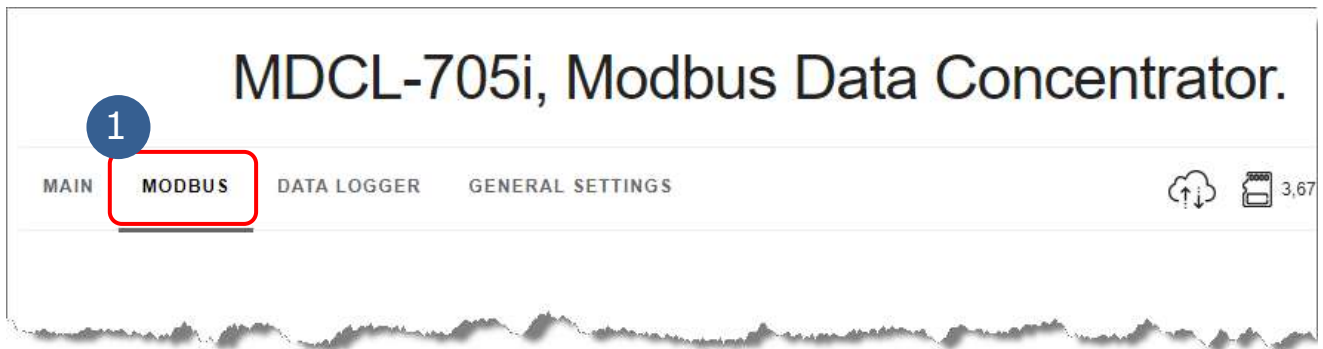 MDCL-705i, Modbus Data Concentrator.
1
MAIN MODBUS DATA LOGGER GENERAL SETTINGS 3,67